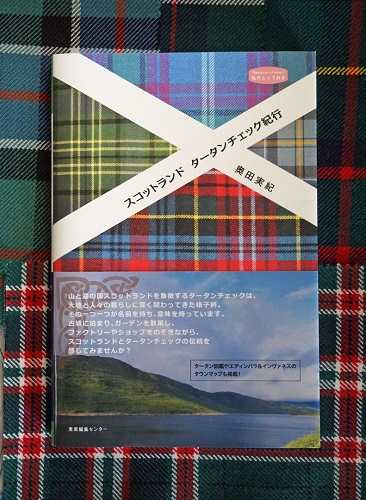 私のとっておき
スコットランド タータンチェック紀行
奥田実紀
山と湖の国スコットランドを象徴するタータンチェックは、
大地と人々の暮らしに深く関わってきた格子柄。
その一つ一つが名前を持ち、意味を持っています。
古城に泊まり、ガーデンを散策し、
ファクトリーやショップをのぞきながら、
スコットランドとタータンチェックの伝統を
感じてみませんか?
タータン図鑑やエディンバラ&インヴァネスの
タウンマップも掲載!
産業編集センター